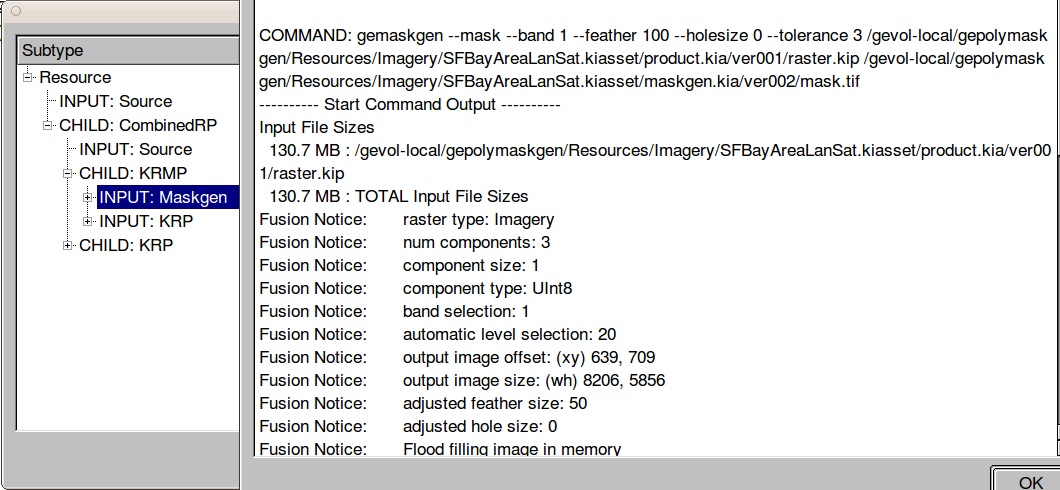 Subtype
Resource
INPUT: Source
CHILD: CombinedRP
INPUT: Source
CHILD: KRMP
INPUT: Maskgen
INPUT: KRP
CHILD: KRP
COMMAND: gemaskgen --mask --band 1 --feather 100 --holesize 0 --tolerance 3 /gevol-local/gepolymask
gen/Resources/Imagery/SFBayAreaLanSat.kiasset/product.kia/ver001/raster.kip /gevol-local/gepolymask
gen/Resources/Imagery/SFBayAreaLanSat.kiasset/maskgen.kia/ver002/mask.tif
---------- Start Command Output ----------
Input File Sizes
130.7 MB : /gevol-local/gepolymaskgen/Resources/Imagery/SFBayAreaLanSat.kiasset/product.kia/ver00
1/raster.kip
130.7 MB : TOTAL Input File Sizes
Fusion Notice: raster type: Imagery
Fusion Notice: num components: 3
Fusion Notice: component size: 1
Fusion Notice: component type: UInt8
Fusion Notice: band selection: 1
Fusion Notice: automatic level selection: 20
Fusion Notice: output image offset: (xy) 639, 709
Fusion Notice: output image size: (wh) 8206, 5856
Fusion Notice: adjusted feather size: 50
Fusion Notice: adjusted hole size: 0
Fusion Notice: Flood filling image in memory
OK